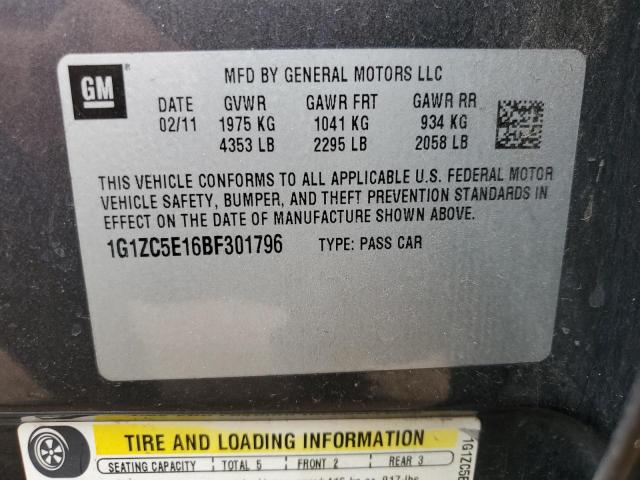 GM
MFD BY GENERAL MOTORS LLC
DATE GVWR GAWR FRT GAWR RR
02/11 1975 KG 1041 KG 934 KG
4353 LB 2295 LB 2058 LB
THIS VEHICLE CONFORMS TO ALL APPLICABLE U.S. FEDERAL MOTOR
VEHICLE SAFETY, BUMPER, AND THEFT PREVENTION STANDARDS IN
EFFECT ON THE DATE OF MANUFACTURE SHOWN ABOVE.
1G1ZC5E16BF301796 TYPE: PASS CAR
TIRE AND LOADING INFORMATION
SEATING CAPACITY TOTAL 5 FRONT 2 REAR 3
1G1ZC5E